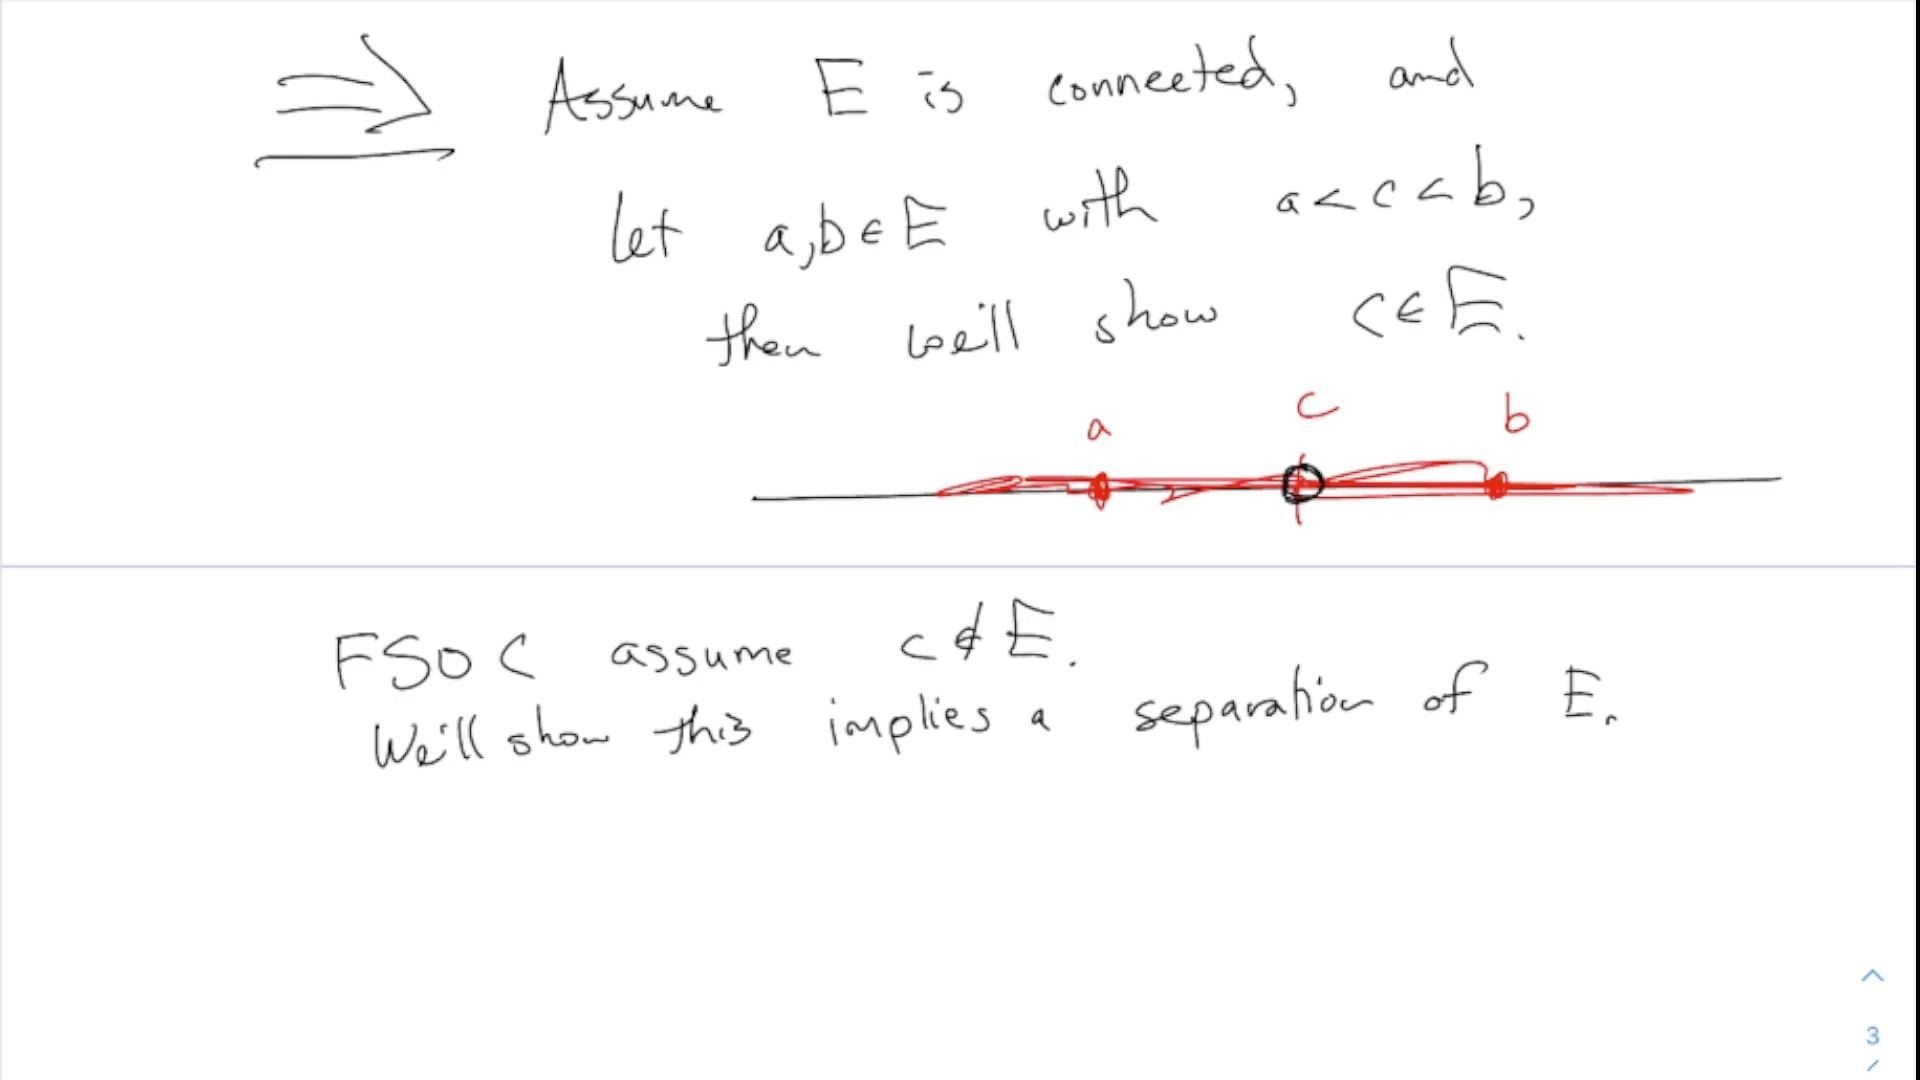 ⇒ Assume E is connected, and
let a,b ∈ E with a < c < b,
then we'll show c ∈ E.
a c b
FSOC assume c ∉ E.
We'll show this implies a separation of E.
3